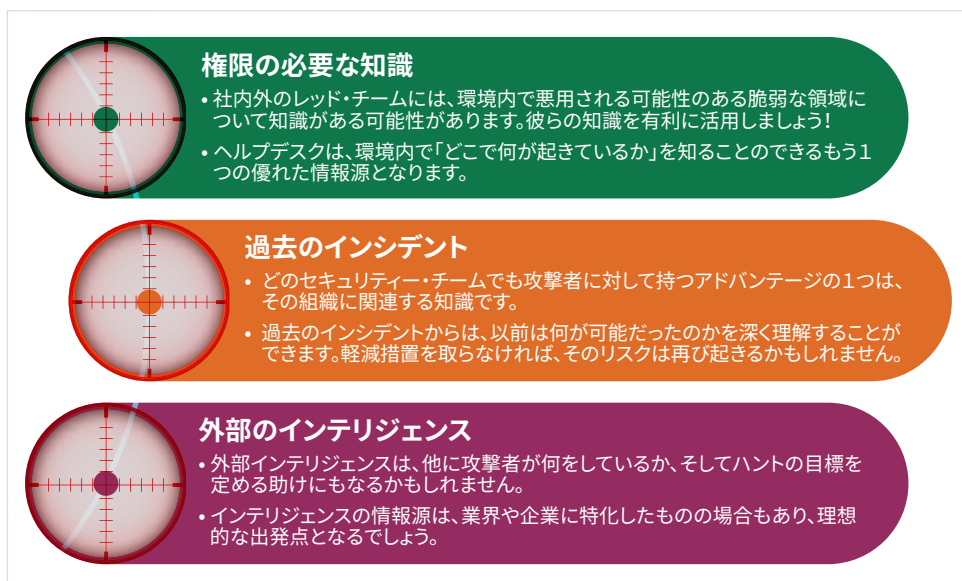 権限の必要な知識
• 社内外のレッド・チームには、環境内で悪用される可能性のある脆弱な領域に
ついて知識がある可能性があります。彼らの知識を有利に活用しましょう!
• ヘルプデスクは、環境内で「どこで何が起きているか」を知ることのできるもう1
つの優れた情報源となります。
過去のインシデント
• どのセキュリティー・チームでも攻撃者に対して持つアドバンテージの1つは、
その組織に関連する知識です。
• 過去のインシデントからは、以前は何が可能だったのかを深く理解することが
できます。軽減措置を取らなければ、そのリスクは再び起きるかもしれません。
外部のインテリジェンス
• 外部インテリジェンスは、他に攻撃者が何をしているか、そしてハントの目標を
定める助けにもなるかもしれません。
• インテリジェンスの情報源は、業界や企業に特化したものの場合もあり、理想
的な出発点となるでしょう。